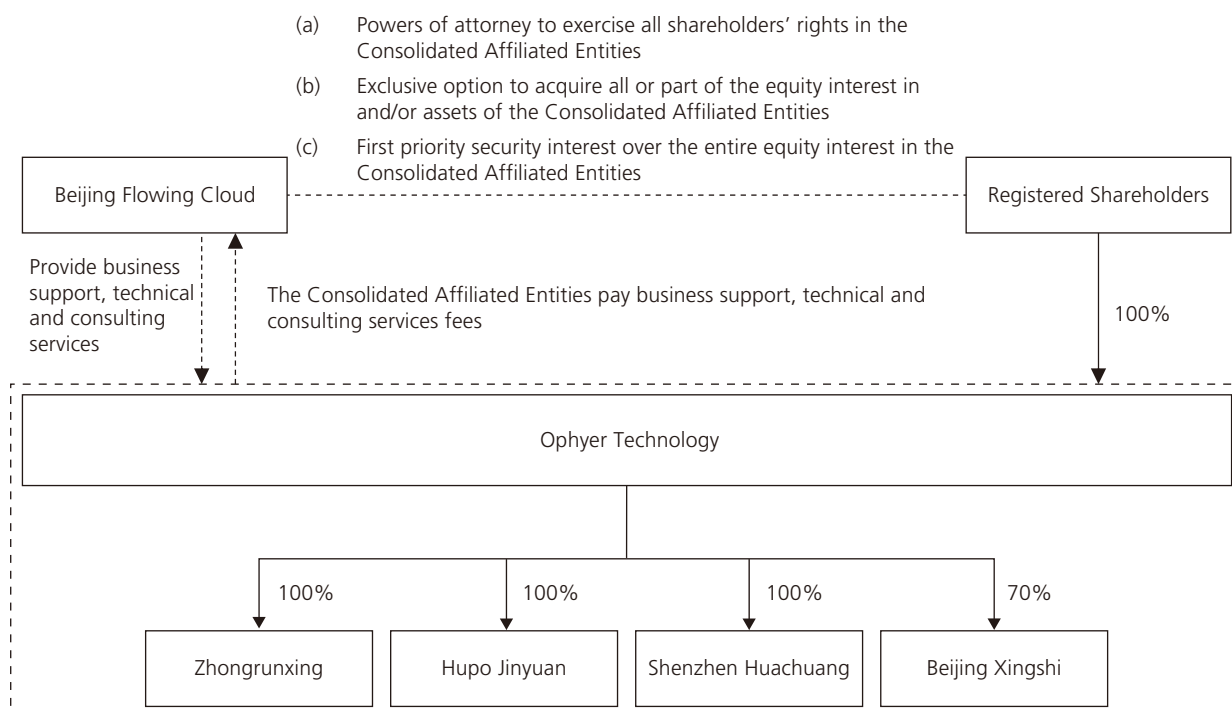 (a) Powers of attorney to exercise all shareholders’ rights in the
Consolidated Affiliated Entities
(b) Exclusive option to acquire all or part of the equity interest in
and/or assets of the Consolidated Affiliated Entities
(c) First priority security interest over the entire equity interest in the
Consolidated Affiliated Entities
Beijing Flowing Cloud
Registered Shareholders
Provide business
support, technical
and consulting
services
The Consolidated Affiliated Entities pay business support, technical and
consulting services fees
100%
Ophyer Technology
100%
100%
100%
70%
Zhongrunxing
Hupo Jinyuan
Shenzhen Huachuang
Beijing Xingshi